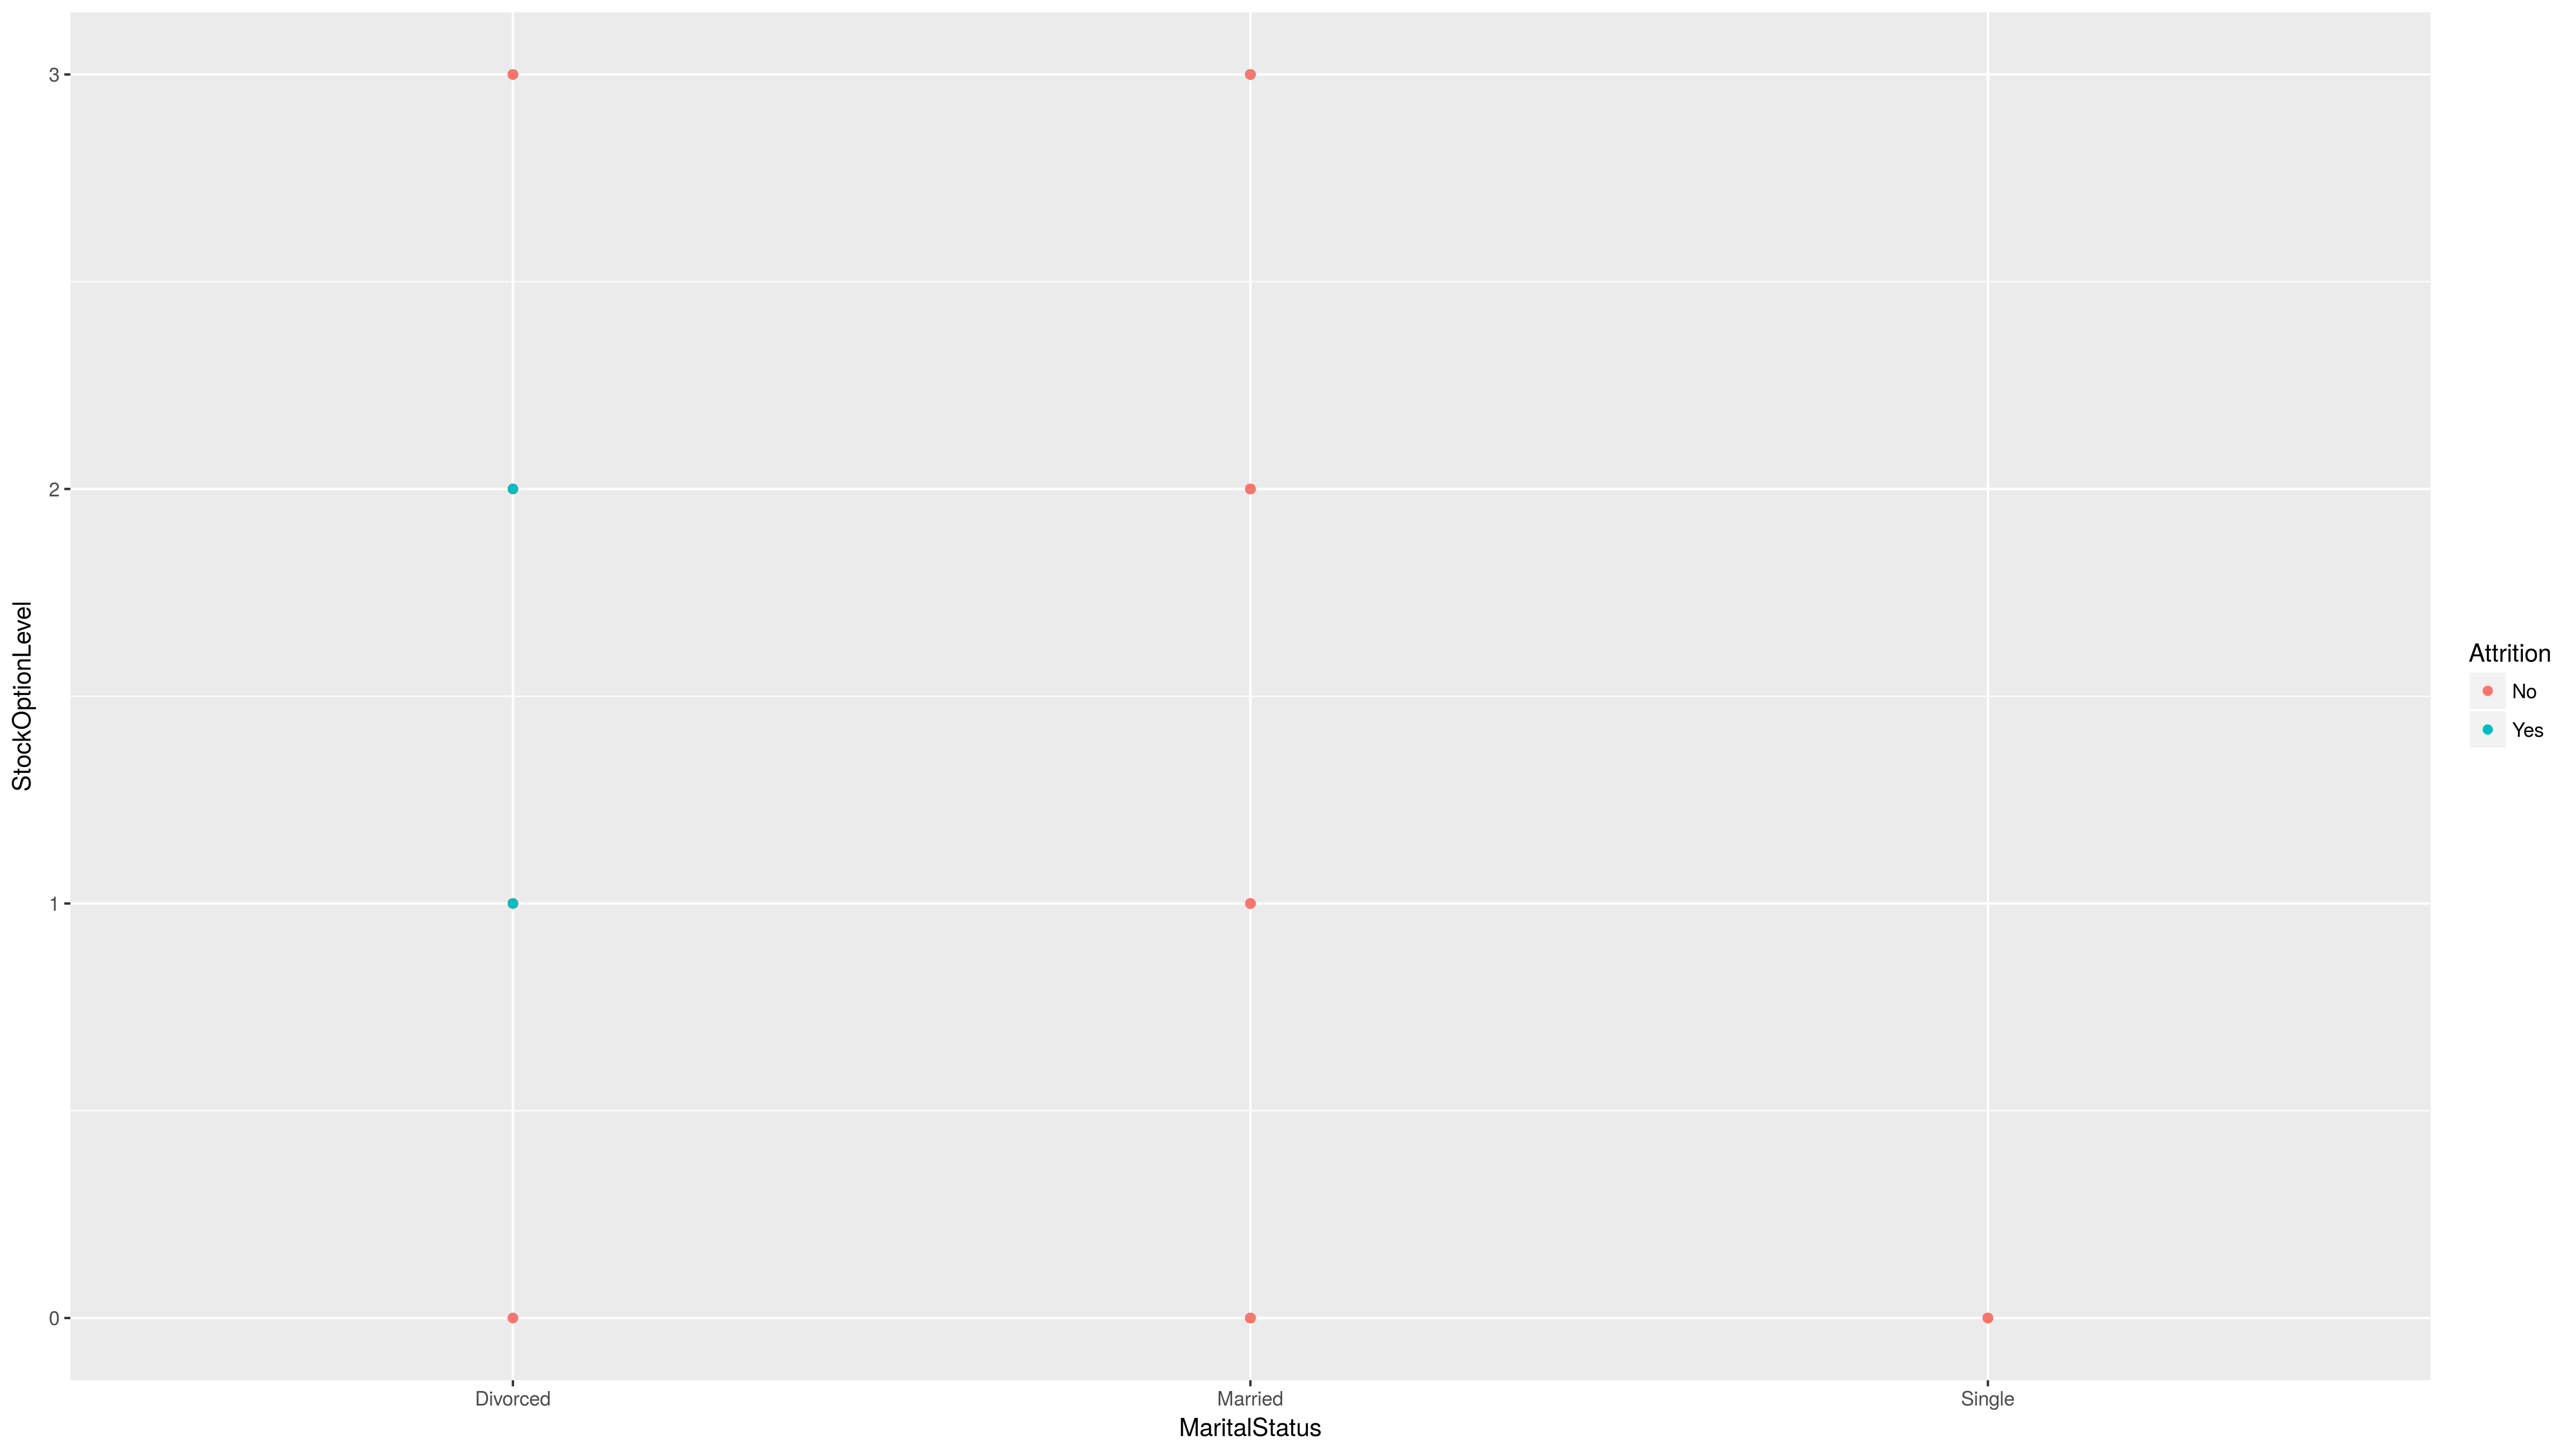 3
2
1
0
StockOptionLevel
Divorced
Married
Single
MaritalStatus
Attrition
No
Yes